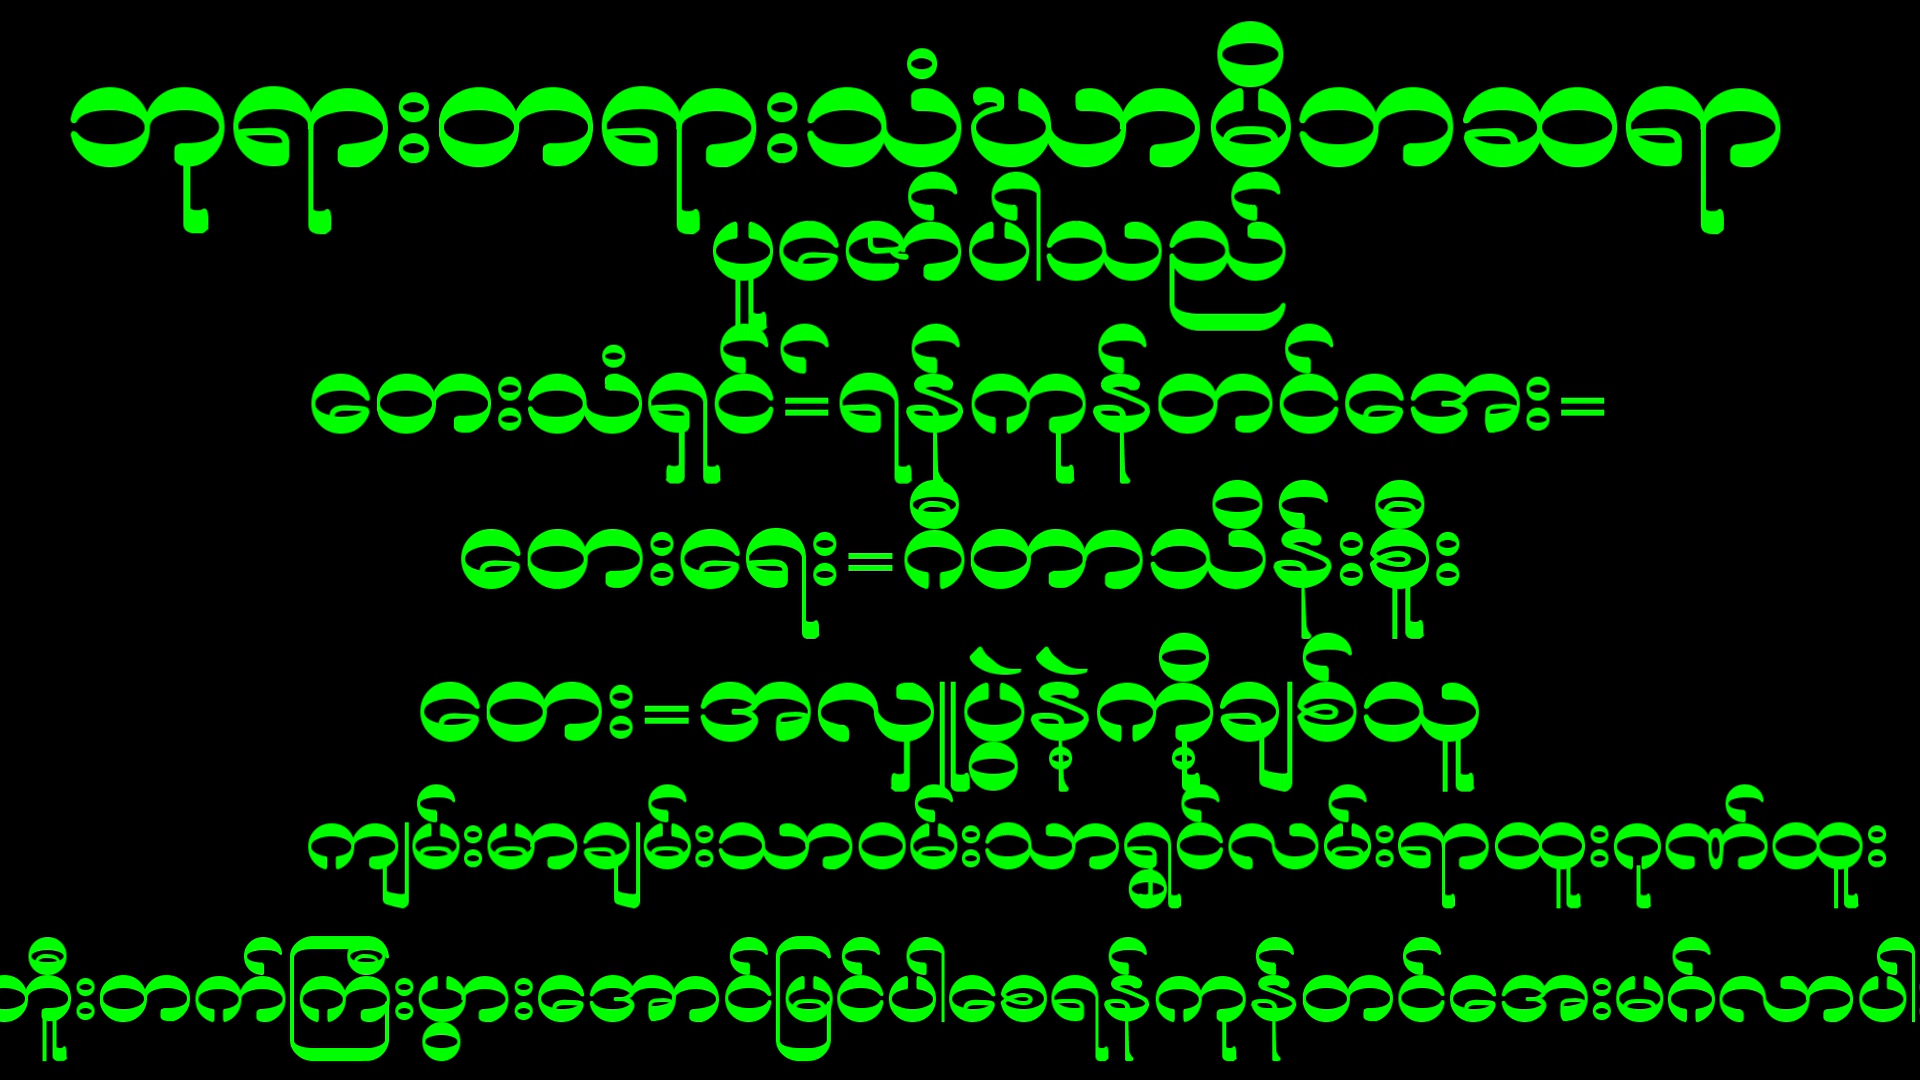 ဘုရားတရားသံဃာမိဘဆရာ
ပူဇော်ပါသည်
တေးသံရှင််=ရန်ကုန်တင်အေး=
တေးရေး=ဂီတာသိန်းစီူး
တေး=အလှူပွဲနဲ့ကို့ချစ်သူ
ကျမ်းမာချမ်းသာဝမ်းသာရွှင်လမ်းရာထူးဂုဏ်ထူး
တီူးတက်ကြီးပွားအောင်မြင်ပါစေရန်ကုန်တင်အေးမဂ်လာပါ